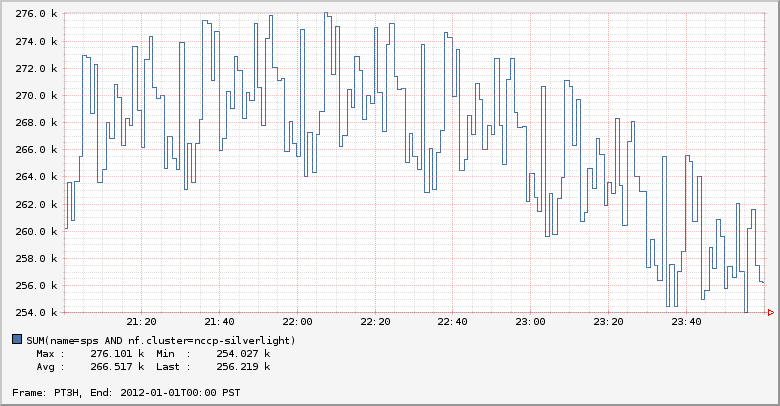 276.0 k
274.0 k
272.0 k
270.0 k
268.0 k
266.0 k
264.0 k
262.0 k
260.0 k
258.0 k
256.0 k
254.0 k
21:20 21:40 22:00 22:20 22:40 23:00 23:20 23:40
SUM(name=sps AND nf.cluster=nccp-silverlight)
Max : 276.101 k Min : 254.027 k
Avg : 266.517 k Last : 256.219 k
Frame: PT3H, End: 2012-01-01T00:00 PST